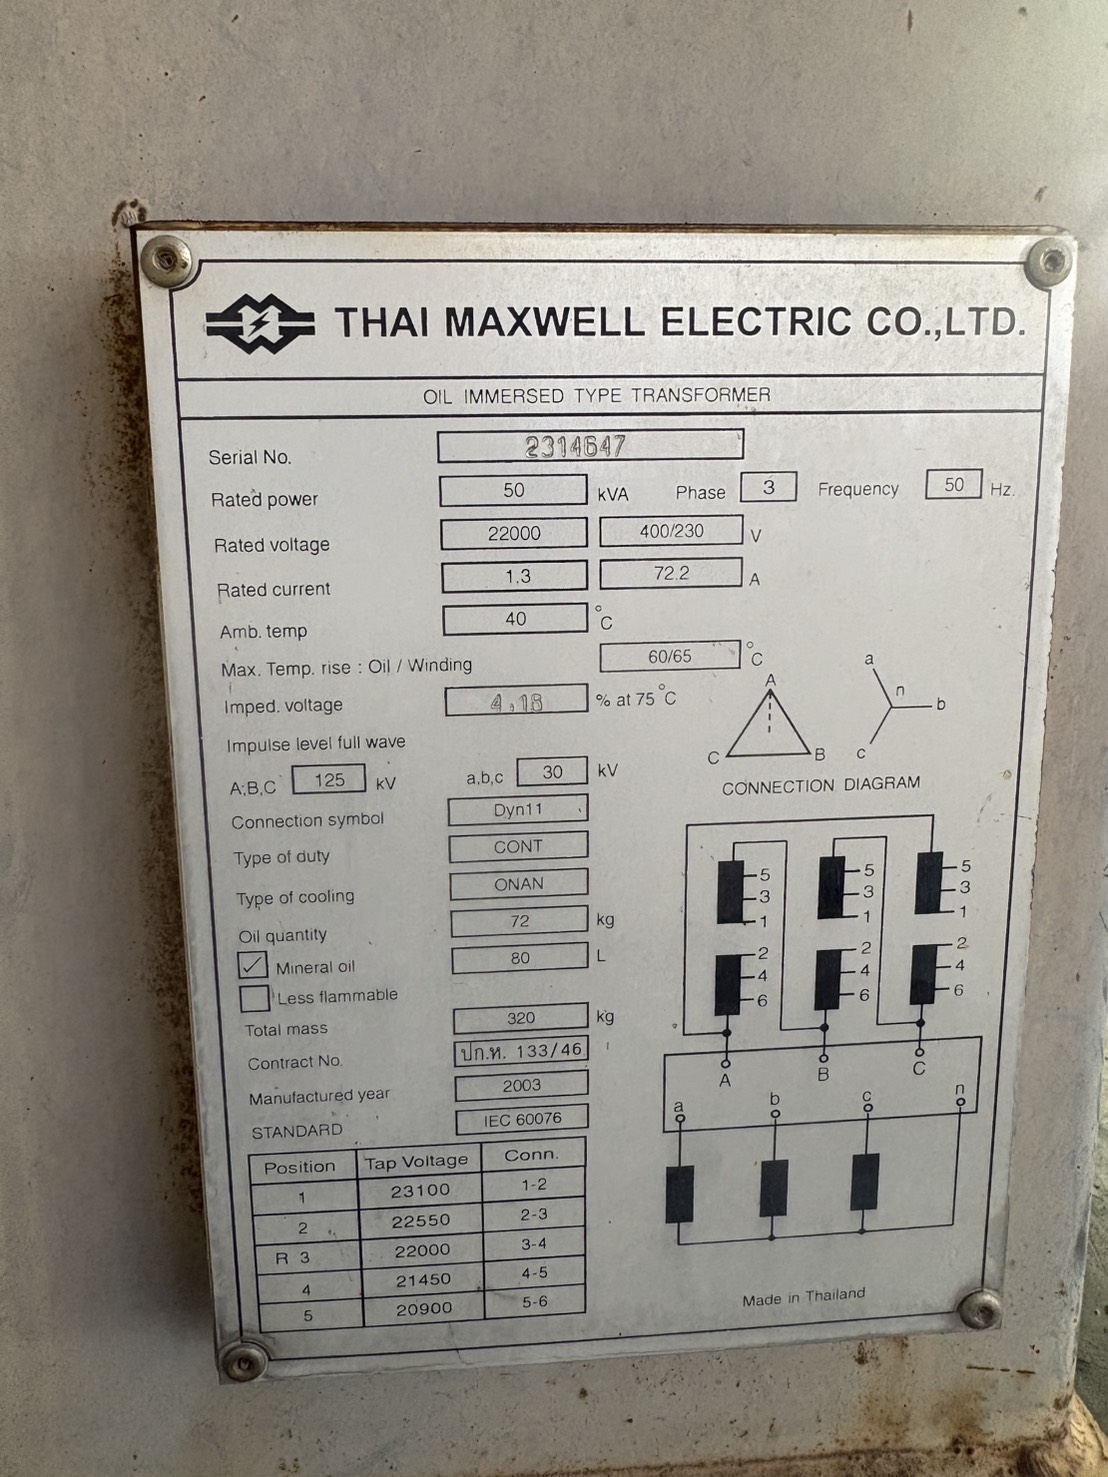 THAI MAXWELL ELECTRIC CO.,LTD.
OIL IMMERSED TYPE TRANSFORMER
Serial No. 2314647
Rated power 50 kVA Phase 3 Frequency 50 Hz.
Rated voltage 22000 400/230 V
Rated current 1.3 72.2 A
Amb. temp 40 °C
Max. Temp. rise : Oil / Winding 60/65 °C
Imped. voltage 4.18 % at 75 °C
Impulse level full wave
A,B,C 125 kV a,b,c 30 kV
Connection symbol Dyn11
Type of duty CONT
Type of cooling ONAN
Oil quantity 72 kg
✓ Mineral oil 80 L
Less flammable
Total mass 320 kg
Contract No. ปก.ห. 133/46
Manufactured year 2003
STANDARD IEC 60076
Position Tap Voltage Conn.
1 23100 1-2
2 22550 2-3
R 3 22000 3-4
4 21450 4-5
5 20900 5-6
A
C B
a
n
b
c
CONNECTION DIAGRAM
5 5 5
3 3 3
1 1 1
2 2 2
4 4 4
6 6 6
A B C
a b c n
Made in Thailand